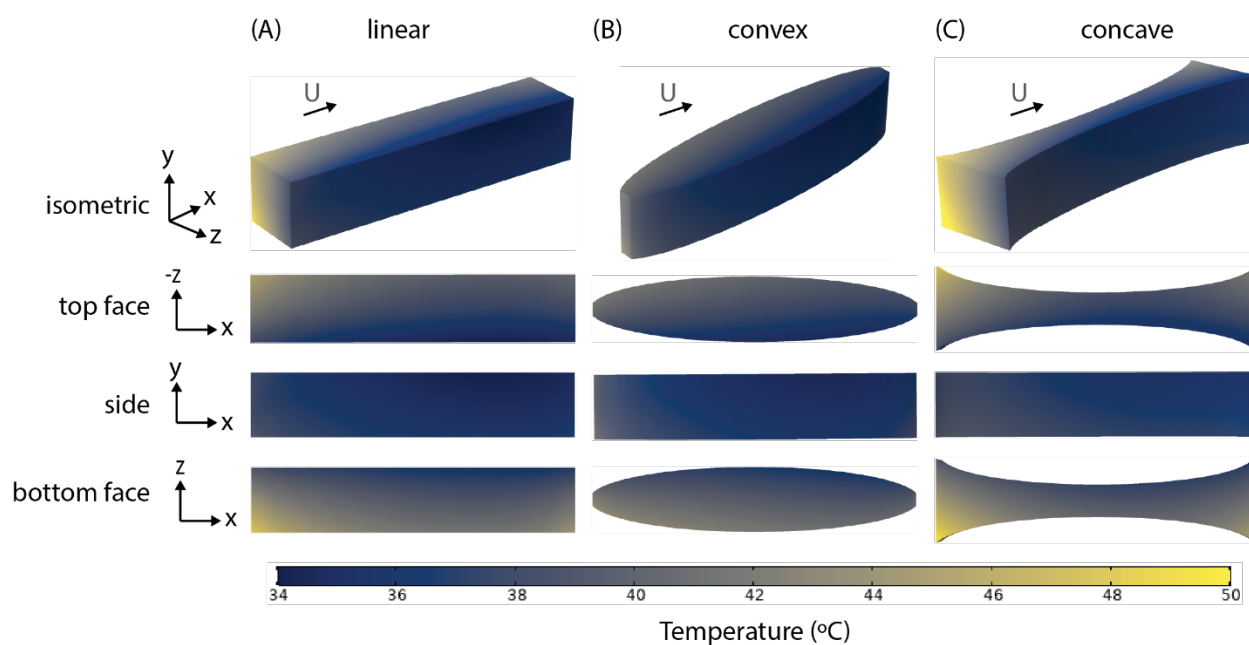 (A) linear (B) convex (C) concave
U U U
y
x
isometric
z
-z
top face
x
y
side
x
z
bottom face
x
34 36 38 40 42 44 46 48 50
Temperature (ºC)